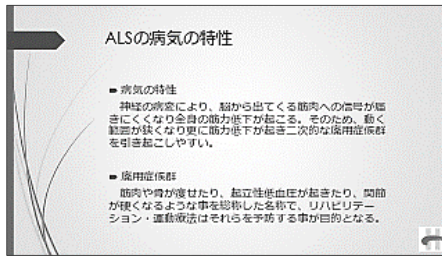 ALSの病気の特性
病気の特性
神経の病変により、脳から出てくる筋肉への信号が届
きにくくなり全身の筋力低下が起こる。そのため、動く
範囲が狭くなり更に筋力低下が起き二次的な廃用症候群
を引き起こしやすい。
廃用症候群
筋肉や骨が痩せたり、起立性低血圧が起きたり、関節
が硬くなるような事を総称した名称で、リハビリテー
ション・運動療法はそれらを予防する事が目的となる。